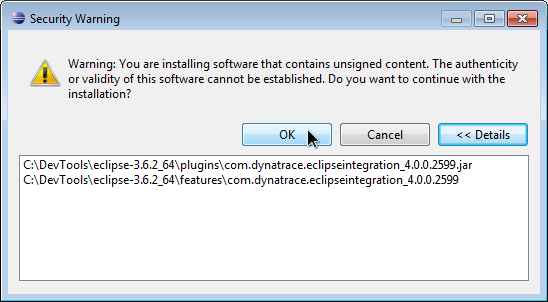 Security Warning
Warning: You are installing software that contains unsigned content. The authenticity
or validity of this software cannot be established. Do you want to continue with the
installation?
OK
Cancel
<< Details
C:\DevTools\eclipse-3.6.2_64\plugins\com.dynatrace.eclipseintegration_4.0.0.2599.jar
C:\DevTools\eclipse-3.6.2_64\features\com.dynatrace.eclipseintegration_4.0.0.2599